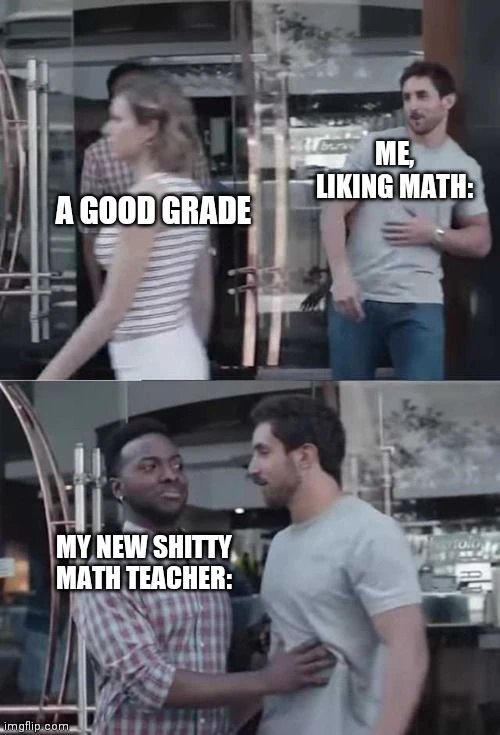 ME,
LIKING MATH:
A GOOD GRADE
MY NEW SHITTY
MATH TEACHER:
imgflip.com